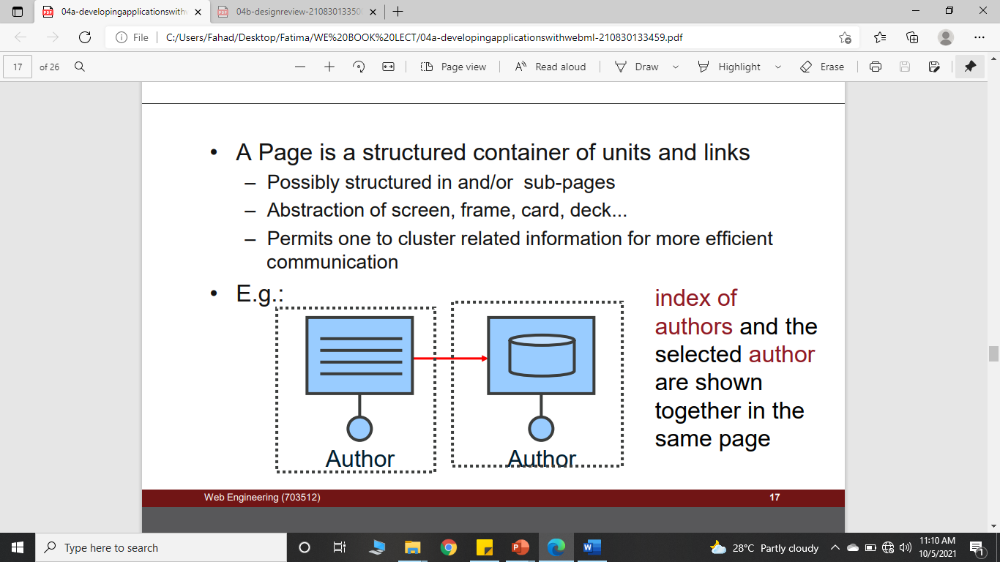 04a-developingapplicationswith
04b-designreview-21083013350
File
C:/Users/Fahad/Desktop/Fatima/WE%20BOOK%20LECT/04a-developingapplicationswithwebml-210830133459.pdf
17 of 26
Page view
Read aloud
Draw
Highlight
Erase
• A Page is a structured container of units and links
– Possibly structured in and/or sub-pages
– Abstraction of screen, frame, card, deck...
– Permits one to cluster related information for more efficient
communication
• E.g.:
Author
Author
index of
authors and the
selected author
are shown
together in the
same page
Web Engineering (703512)
17
Type here to search
28°C Partly cloudy
11:10 AM
10/5/2021
1